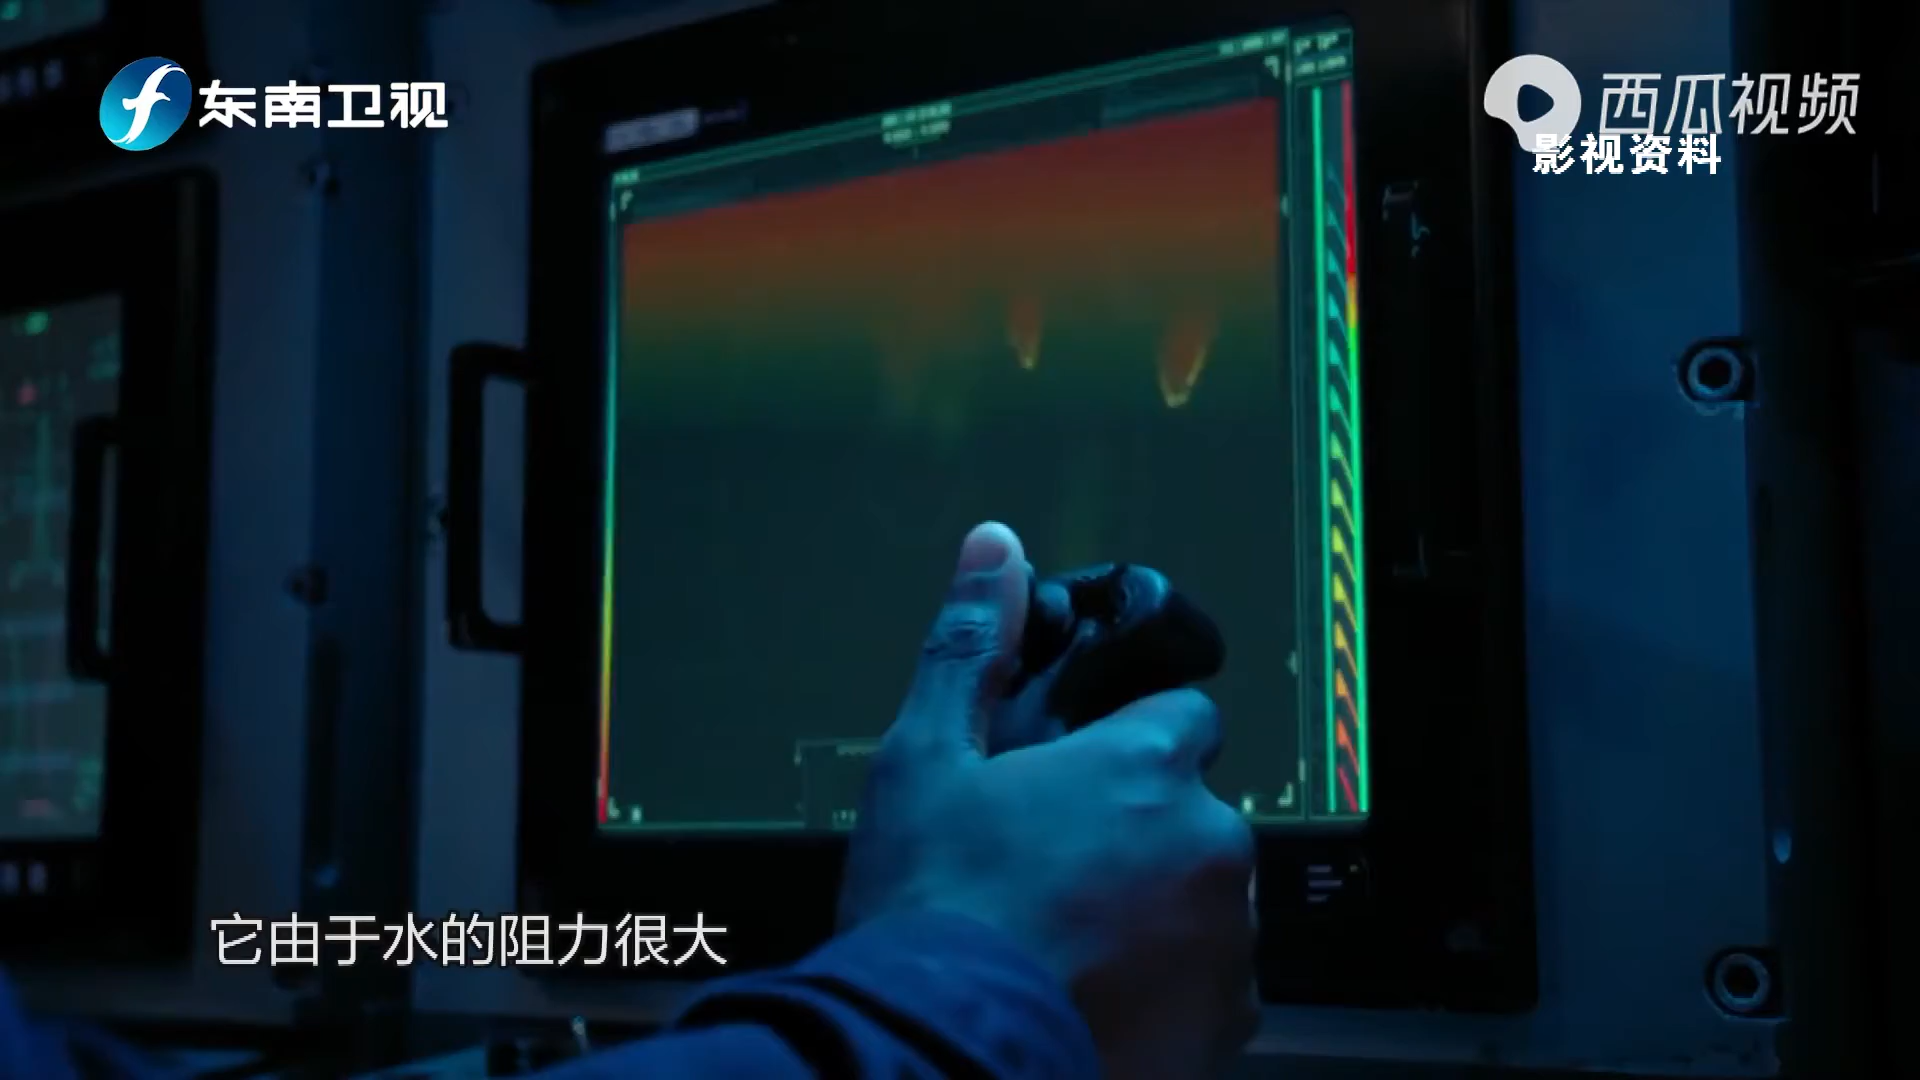 东南卫视
西瓜视频
影视资料
它由于水的阻力很大